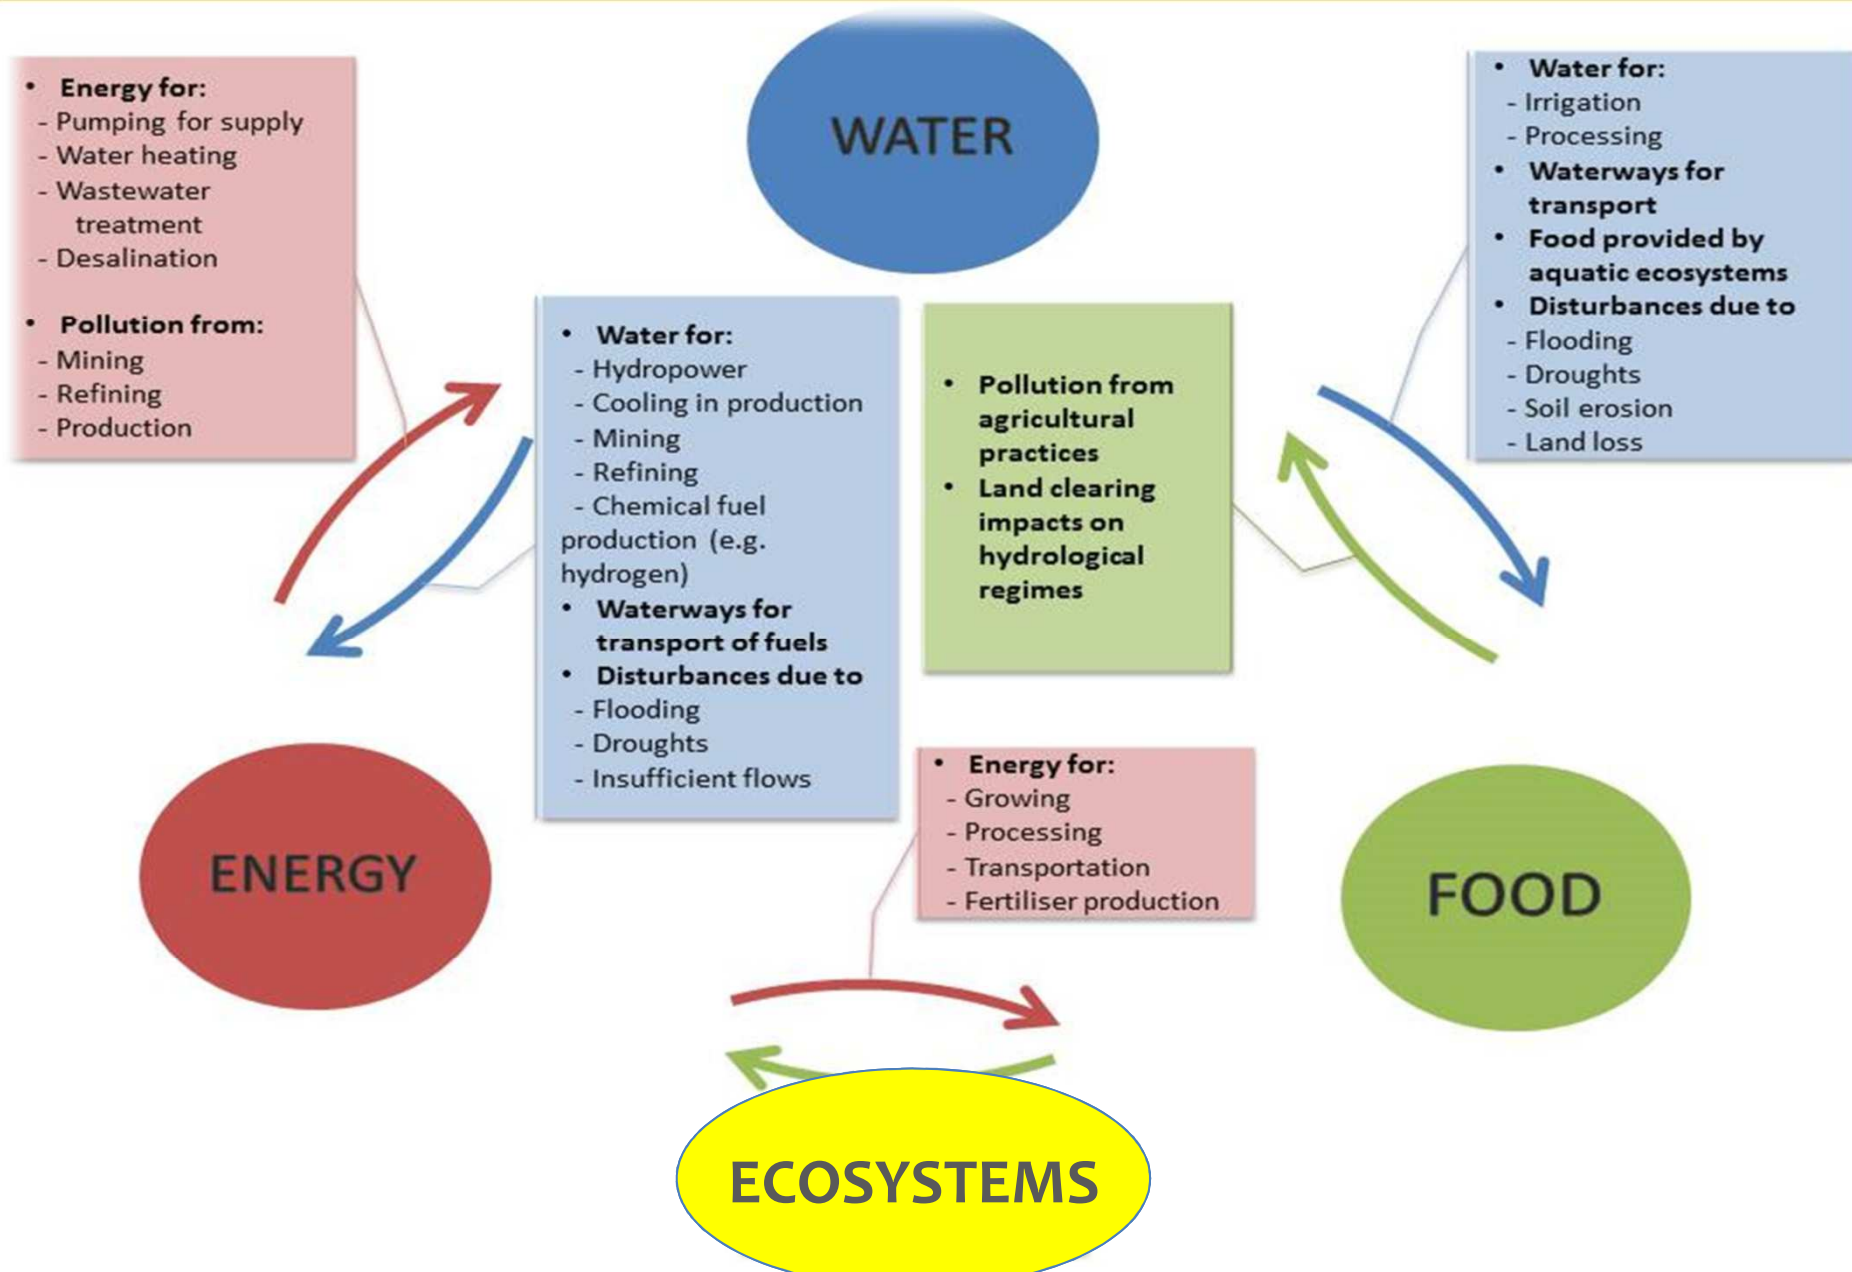 WATER
• Energy for:
- Pumping for supply
- Water heating
- Wastewater
treatment
- Desalination
• Pollution from:
- Mining
- Refining
- Production
• Water for:
- Hydropower
- Cooling in production
- Mining
- Refining
- Chemical fuel
production (e.g.
hydrogen)
• Waterways for
transport of fuels
• Disturbances due to
- Flooding
- Droughts
- Insufficient flows
• Pollution from
agricultural
practices
• Land clearing
impacts on
hydrological
regimes
• Water for:
- Irrigation
- Processing
• Waterways for
transport
• Food provided by
aquatic ecosystems
• Disturbances due to
- Flooding
- Droughts
- Soil erosion
- Land loss
ENERGY
• Energy for:
- Growing
- Processing
- Transportation
- Fertiliser production
FOOD
ECOSYSTEMS